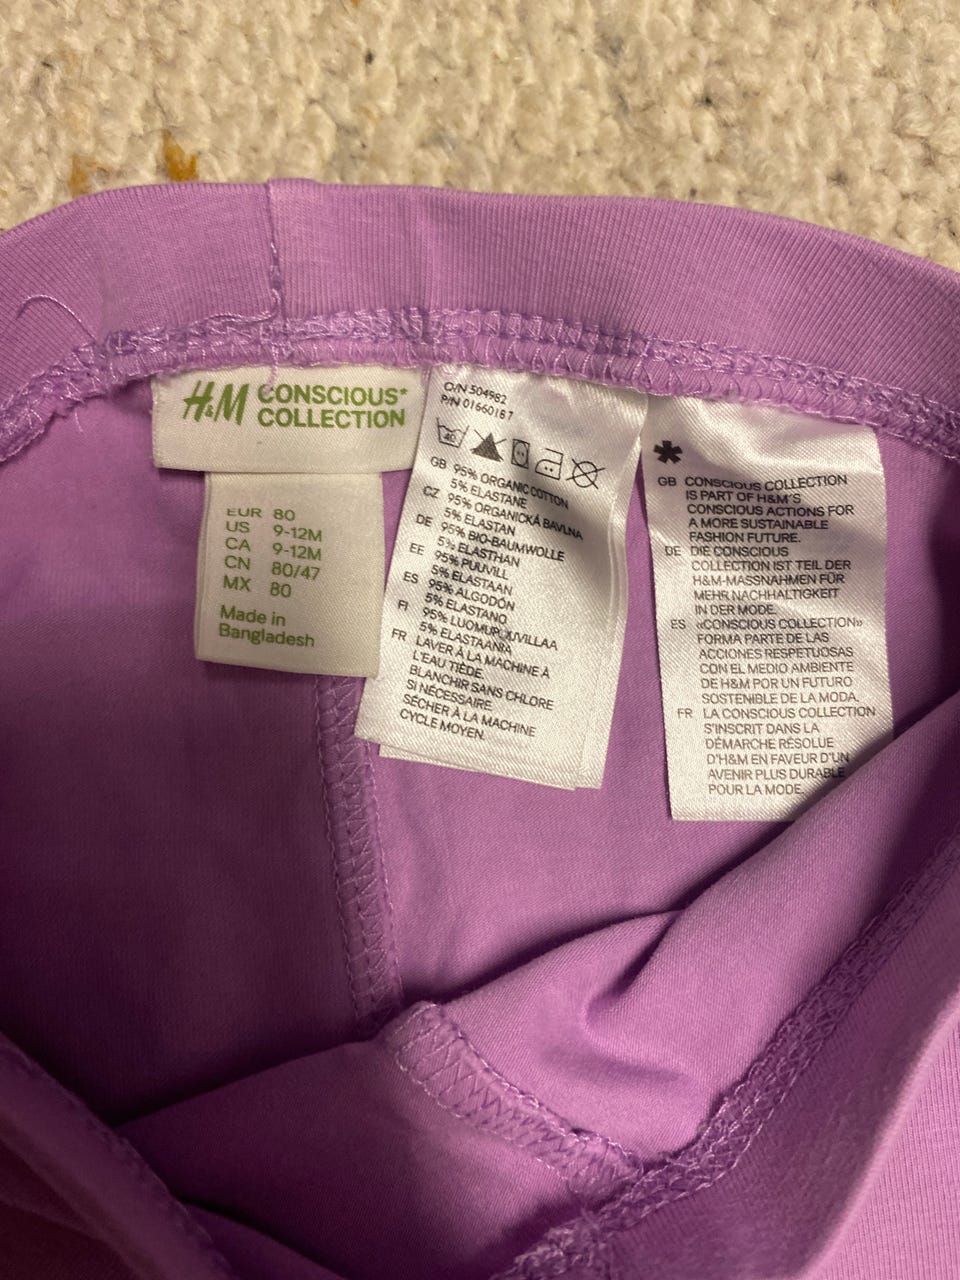 H&M CONSCIOUS*
COLLECTION
EUR 80
US 9-12M
CA 9-12M
CN 80/47
MX 80
Made in
Bangladesh
O/N 504982
P/N 0166016?
40
GB 95% ORGANIC COTTON
5% ELASTANE
CZ 95% ORGANICKÁ BAVLNA
5% ELASTAN
DE 95% BIO-BAUMWOLLE
5% ELASTHAN
EE 95% PUUVILL
5% ELASTAAN
ES 95% ALGODÓN
5% ELASTANO
FI 95% LUOMUPUUVILLAA
5% ELASTAANIA
FR LAVER À LA MACHINE À
L'EAU TIÈDE.
BLANCHIR SANS CHLORE
SI NÉCESSAIRE.
SÉCHER À LA MACHINE
CYCLE MOYEN.
*
GB CONSCIOUS COLLECTION
IS PART OF H&M'S
CONSCIOUS ACTIONS FOR
A MORE SUSTAINABLE
FASHION FUTURE.
DE DIE CONSCIOUS
COLLECTION IST TEIL DER
H&M-MASSNAHMEN FÜR
MEHR NACHHALTIGKEIT
IN DER MODE.
ES «CONSCIOUS COLLECTION»
FORMA PARTE DE LAS
ACCIONES RESPETUOSAS
CON EL MEDIO AMBIENTE
DE H&M POR UN FUTURO
SOSTENIBLE DE LA MODA.
FR LA CONSCIOUS COLLECTION
S'INSCRIT DANS LA
DÉMARCHE RÉSOLUE
D'H&M EN FAVEUR D'UN
AVENIR PLUS DURABLE
POUR LA MODE.